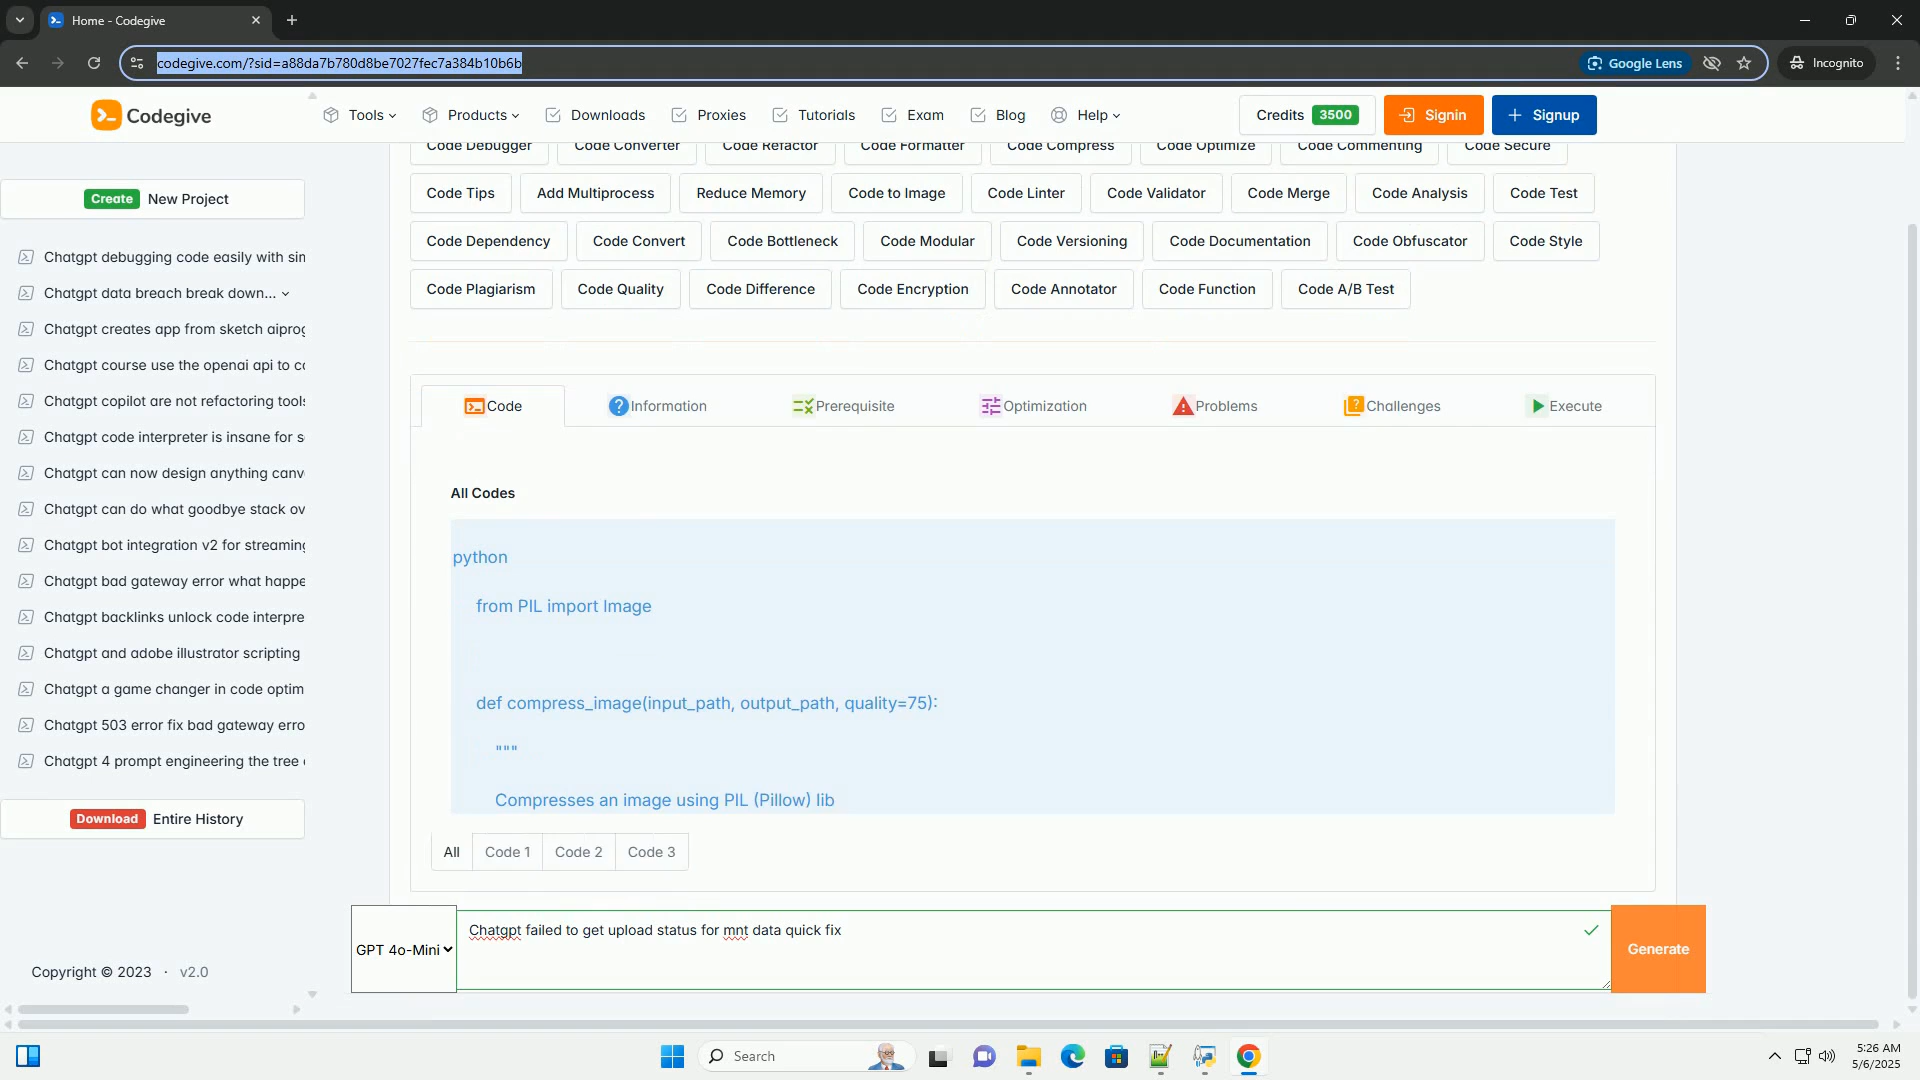 Home - Codegive
codegive.com/?sid=a88da7b780d8be7027fec7a384b10b6b
Google Lens
Incognito
Codegive
Tools
Products
Downloads
Proxies
Tutorials
Exam
Blog
Help
Credits 3500
Signin
Signup
Create New Project
Chatgpt debugging code easily with sim
Chatgpt data breach break down...
Chatgpt creates app from sketch aiprog
Chatgpt course use the openai api to co
Chatgpt copilot are not refactoring tools
Chatgpt code interpreter is insane for s
Chatgpt can now design anything canv
Chatgpt can do what goodbye stack ov
Chatgpt bot integration v2 for streaming
Chatgpt bad gateway error what happe
Chatgpt backlinks unlock code interpre
Chatgpt and adobe illustrator scripting
Chatgpt a game changer in code optim
Chatgpt 503 error fix bad gateway erro
Chatgpt 4 prompt engineering the tree
Download Entire History
Copyright © 2023 · v2.0
Code Debugger Code Converter Code Refactor Code Formatter Code Compress Code Optimize Code Commenting Code Secure
Code Tips Add Multiprocess Reduce Memory Code to Image Code Linter Code Validator Code Merge Code Analysis Code Test
Code Dependency Code Convert Code Bottleneck Code Modular Code Versioning Code Documentation Code Obfuscator Code Style
Code Plagiarism Code Quality Code Difference Code Encryption Code Annotator Code Function Code A/B Test
Code Information Prerequisite Optimization Problems Challenges Execute
All Codes
python
from PIL import Image
def compress_image(input_path, output_path, quality=75):
"""
Compresses an image using PIL (Pillow) lib
All Code 1 Code 2 Code 3
GPT 4o-Mini
Chatgpt failed to get upload status for mnt data quick fix
Generate
Search
5:26 AM
5/6/2025